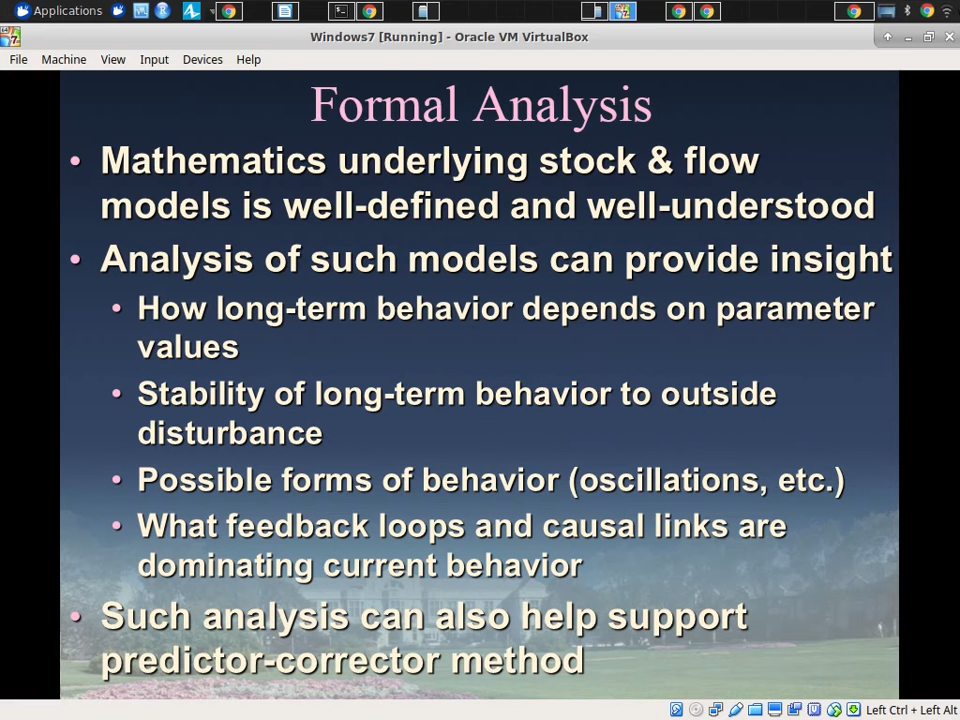 Applications
Windows7 [Running] - Oracle VM VirtualBox
File Machine View Input Devices Help
Formal Analysis
• Mathematics underlying stock & flow
models is well-defined and well-understood
• Analysis of such models can provide insight
• How long-term behavior depends on parameter
values
• Stability of long-term behavior to outside
disturbance
• Possible forms of behavior (oscillations, etc.)
• What feedback loops and causal links are
dominating current behavior
• Such analysis can also help support
predictor-corrector method
Left Ctrl + Left Alt